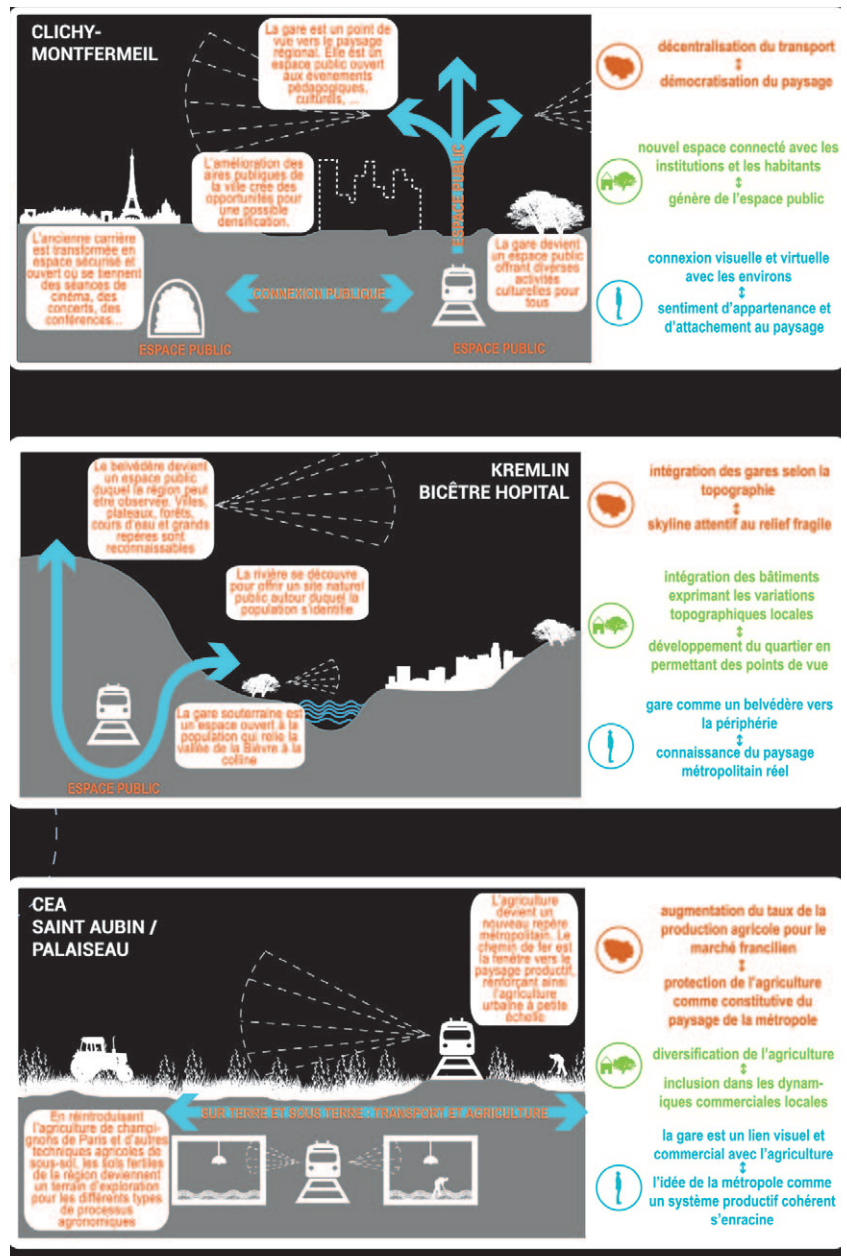 CLICHY-
MONTFERMEIL
La gare est un point de
vue vers le paysage
régional. Elle est un
espace public ouvert
aux évenements
pédagogiques,
culturels, ...
L'amélioration des
aires publiques de
la ville crée des
opportunités pour
une possible
densification.
L'ancienne carrière
est transformée en
espace sécurisé et
ouvert où se tiennent
des séances de
cinéma, des
concerts, des
conférences...
ESPACE PUBLIC
La gare devient
un espace public
offrant diverses
activités
culturelles pour
tous
CONNEXION PUBLIQUE
ESPACE PUBLIC
ESPACE PUBLIC
décentralisation du transport
↕
démocratisation du paysage
nouvel espace connecté avec les
institutions et les habitants
↕
génère de l'espace public
connexion visuelle et virtuelle
avec les environs
↕
sentiment d'appartenance et
d'attachement au paysage
KREMLIN
BICÊTRE HOPITAL
Le belvédère devient
un espace public
duquel la région peut
etre observée. Villes,
plateaux, forêts,
cours d'eau et grands
repères sont
reconnaissables
La rivière se découvre
pour offrir un site naturel
public autour duquel la
population s'identifie
La gare souterraine est
un espace ouvert à la
population qui relie la
vallée de la Bièvre à la
colline
ESPACE PUBLIC
intégration des gares selon la
topographie
↕
skyline attentif au relief fragile
intégration des bâtiments
exprimant les variations
topographiques locales
↕
développement du quartier en
permettant des points de vue
gare comme un belvédère vers
la périphérie
↕
connaissance du paysage
métropolitain réel
CEA
SAINT AUBIN /
PALAISEAU
L'agriculture
devient un
nouveau repère
métropolitain. Le
chemin de fer est
la fenêtre vers le
paysage productif,
renforçant ainsi
l'agriculture
urbaine à petite
échelle
SUR TERRE ET SOUS TERRE : TRANSPORT ET AGRICULTURE
En réintroduisant
l'agriculture de champi-
gnons de Paris et d'autres
techniques agricoles de
sous-sol, les sols fertiles
de la région deviennent
un terrain d'exploration
pour les différents types
de processus
agronomiques
augmentation du taux de la
production agricole pour le
marché francilien
↕
protection de l'agriculture
comme constitutive du
paysage de la métropole
diversification de l'agriculture
↕
inclusion dans les dynam-
iques commerciales locales
la gare est un lien visuel et
commercial avec l'agriculture
↕
l'idée de la métropole comme
un système productif cohérent
s'enracine